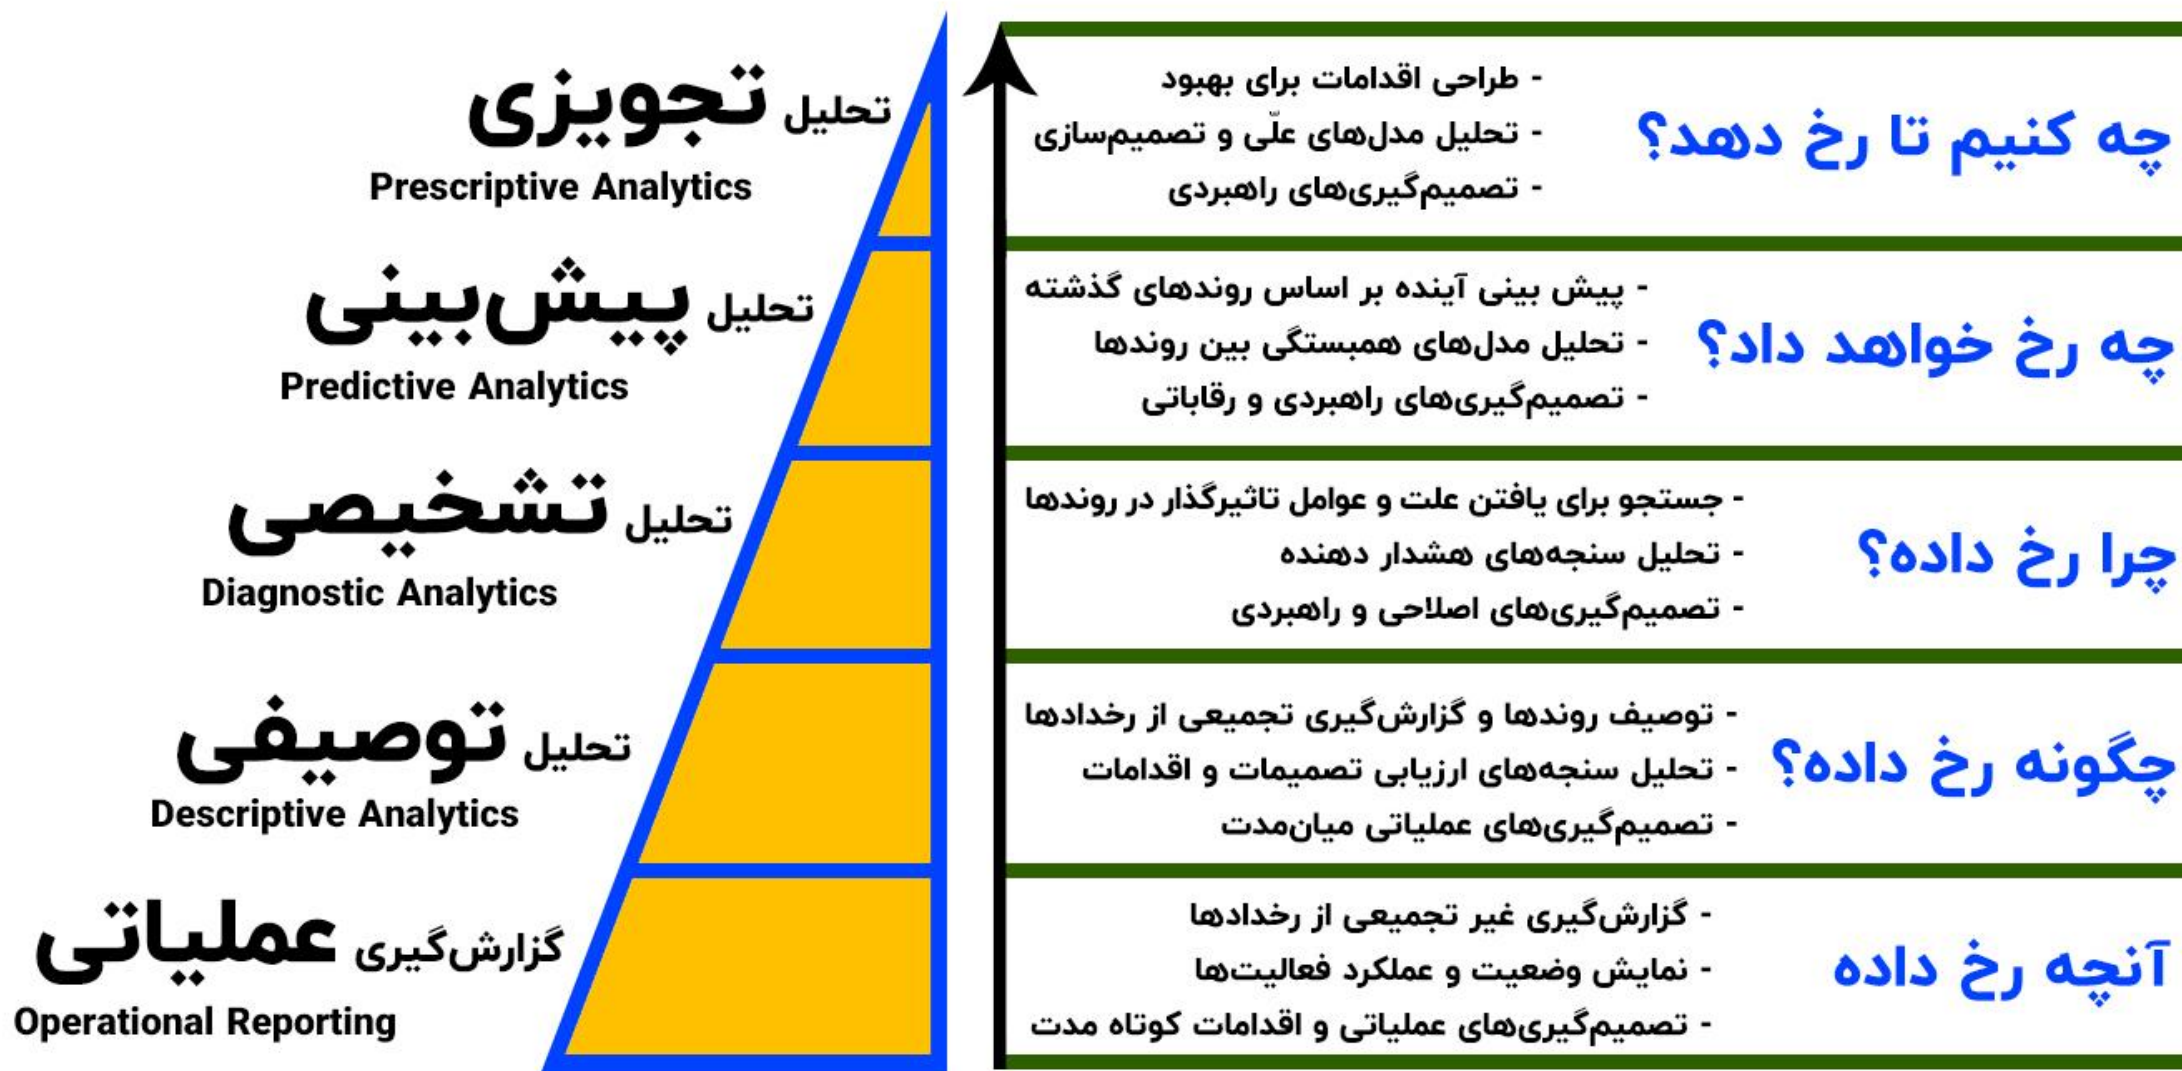 چه کنیم تا رخ دهد؟
- طراحی اقدامات برای بهبود
- تحلیل مدل‌های علّی و تصمیم‌سازی
- تصمیم‌گیری‌های راهبردی
تحلیل تجویزی
Prescriptive Analytics
چه رخ خواهد داد؟
- پیش بینی آینده بر اساس روندهای گذشته
- تحلیل مدل‌های همبستگی بین روندها
- تصمیم‌گیری‌های راهبردی و رقاباتی
تحلیل پیش‌بینی
Predictive Analytics
چرا رخ داده؟
- جستجو برای یافتن علت و عوامل تاثیرگذار در روندها
- تحلیل سنجه‌های هشدار دهنده
- تصمیم‌گیری‌های اصلاحی و راهبردی
تحلیل تشخیصی
Diagnostic Analytics
چگونه رخ داده؟
- توصیف روندها و گزارش‌گیری تجمیعی از رخدادها
- تحلیل سنجه‌های ارزیابی تصمیمات و اقدامات
- تصمیم‌گیری‌های عملیاتی میان‌مدت
تحلیل توصیفی
Descriptive Analytics
آنچه رخ داده
- گزارش‌گیری غیر تجمیعی از رخدادها
- نمایش وضعیت و عملکرد فعالیت‌ها
- تصمیم‌گیری‌های عملیاتی و اقدامات کوتاه مدت
گزارش‌گیری عملیاتی
Operational Reporting